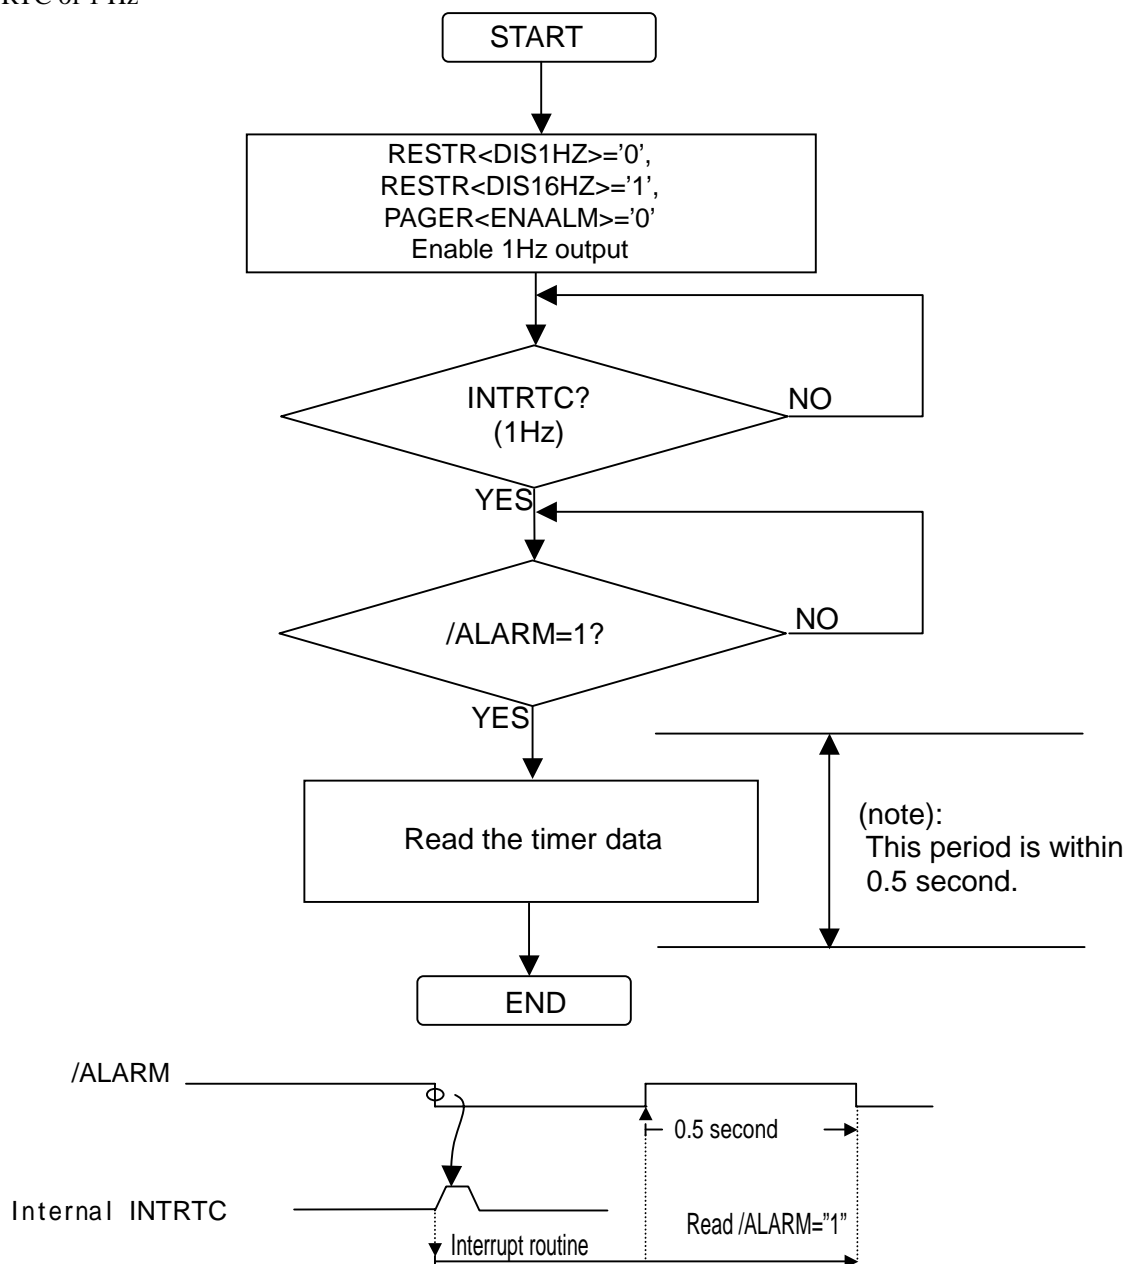 RTC of 1 Hz
START
RESTR<DIS1HZ>='0',
RESTR<DIS16HZ>='1',
PAGER<ENAALM>='0'
Enable 1Hz output
INTRTC?
(1Hz)
NO
YES
/ALARM=1?
NO
YES
Read the timer data
(note):
This period is within
0.5 second.
END
/ALARM
0.5 second
Internal INTRTC
Read /ALARM="1"
Interrupt routine